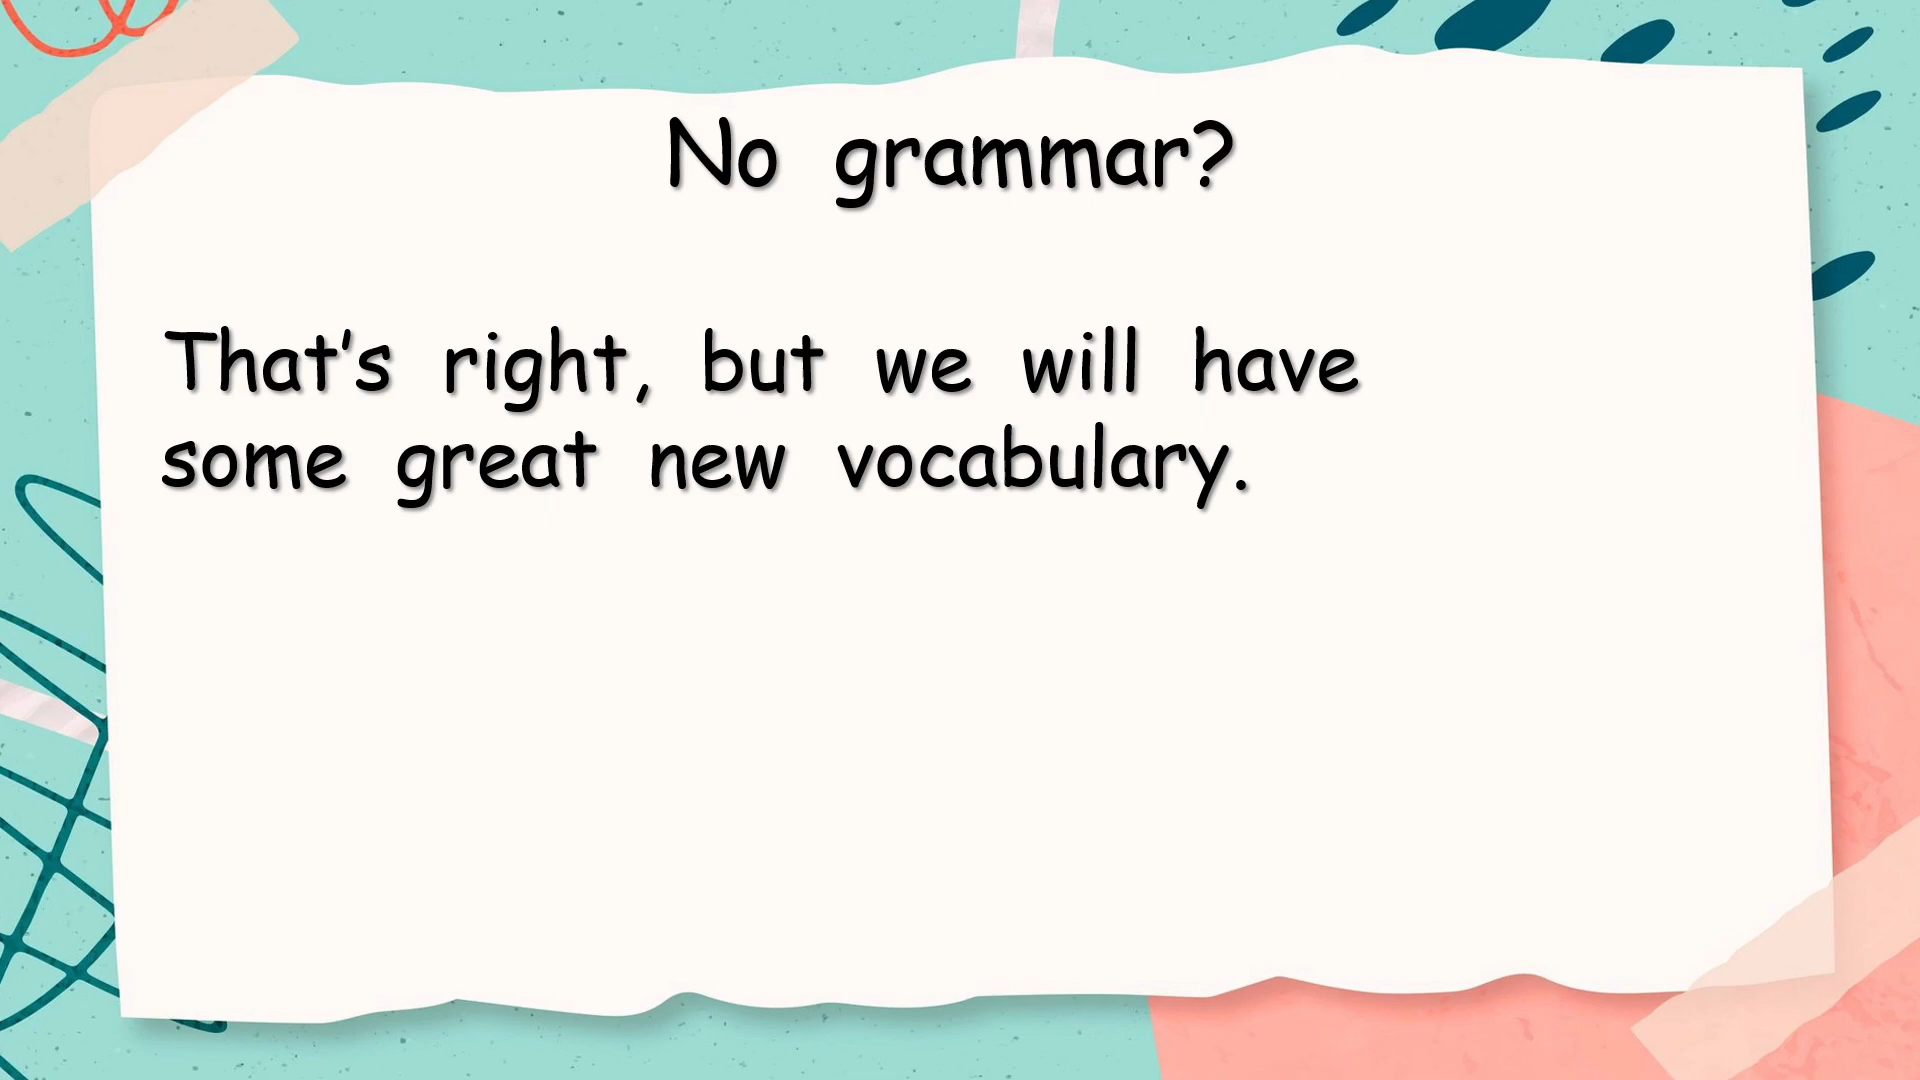 No grammar?
That's right, but we will have
some great new vocabulary.